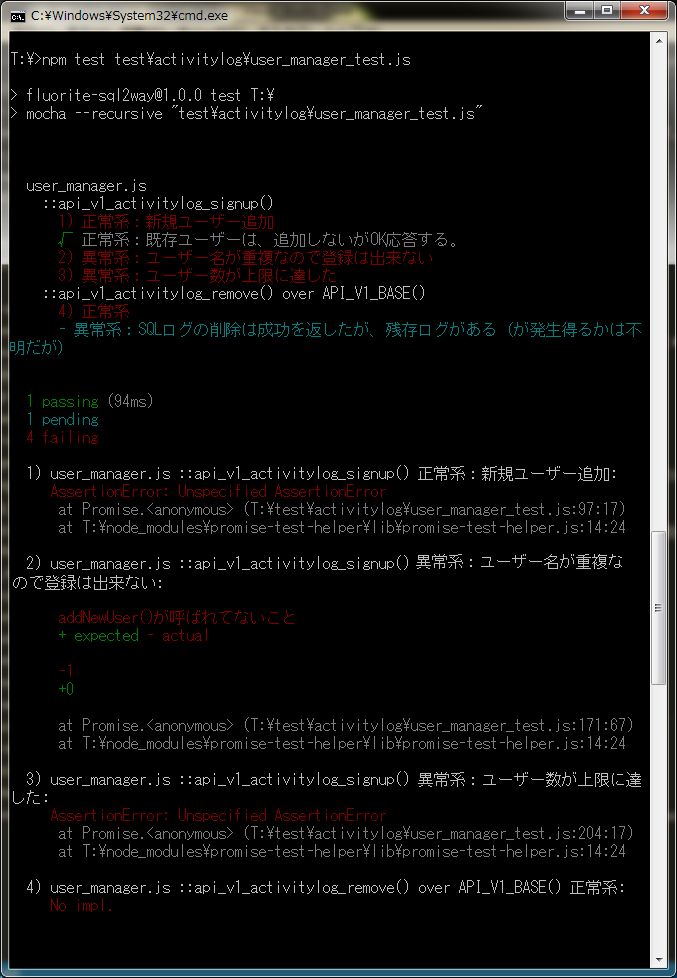 C:¥Windows¥System32¥cmd.exe
T:¥>npm test test¥activitylog¥user_manager_test.js
> fluorite-sql2way@1.0.0 test T:¥
> mocha --recursive "test¥activitylog¥user_manager_test.js"
user_manager.js
::api_v1_activitylog_signup()
1) 正常系：新規ユーザー追加
√ 正常系：既存ユーザーは、追加しないがOK応答する。
2) 異常系：ユーザー名が重複なので登録は出来ない
3) 異常系：ユーザー数が上限に達した
::api_v1_activitylog_remove() over API_V1_BASE()
4) 正常系
- 異常系：SQLログの削除は成功を返したが、残存ログがある（が発生得るかは不
明だが）
1 passing (94ms)
1 pending
4 failing
1) user_manager.js ::api_v1_activitylog_signup() 正常系：新規ユーザー追加:
AssertionError: Unspecified AssertionError
at Promise.<anonymous> (T:¥test¥activitylog¥user_manager_test.js:97:17)
at T:¥node_modules¥promise-test-helper¥lib¥promise-test-helper.js:14:24
2) user_manager.js ::api_v1_activitylog_signup() 異常系：ユーザー名が重複な
ので登録は出来ない:
addNewUser()が呼ばれてないこと
+ expected - actual
-1
+0
at Promise.<anonymous> (T:¥test¥activitylog¥user_manager_test.js:171:67)
at T:¥node_modules¥promise-test-helper¥lib¥promise-test-helper.js:14:24
3) user_manager.js ::api_v1_activitylog_signup() 異常系：ユーザー数が上限に達
した:
AssertionError: Unspecified AssertionError
at Promise.<anonymous> (T:¥test¥activitylog¥user_manager_test.js:204:17)
at T:¥node_modules¥promise-test-helper¥lib¥promise-test-helper.js:14:24
4) user_manager.js ::api_v1_activitylog_remove() over API_V1_BASE() 正常系:
No impl.